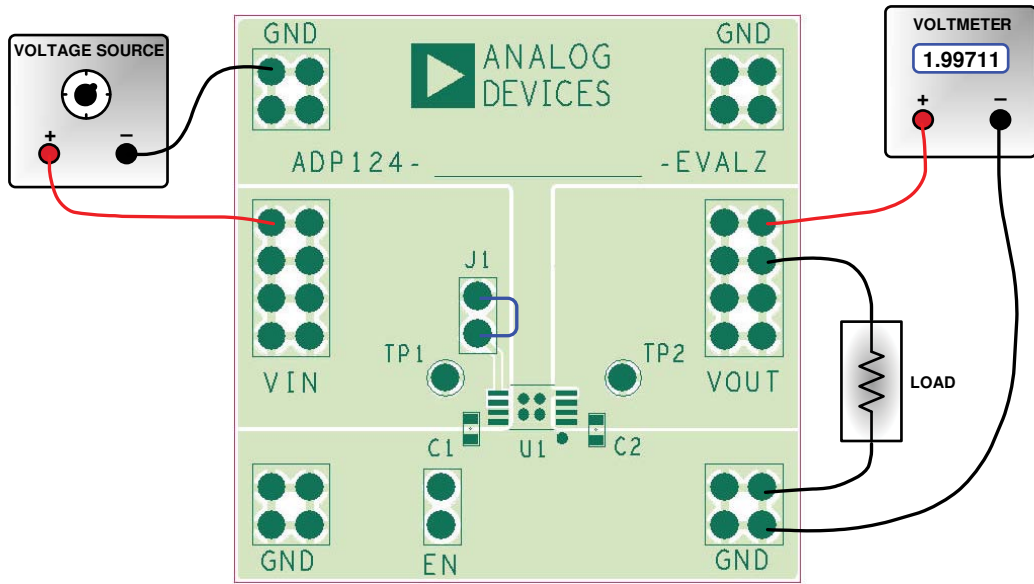 VOLTAGE SOURCE
+ –
GND
ANALOG
DEVICES
GND
VOLTMETER
1.99711
+ –
ADP124-____________-EVALZ
J1
TP1
TP2
VIN
VOUT
LOAD
C1
U1
C2
GND
EN
GND